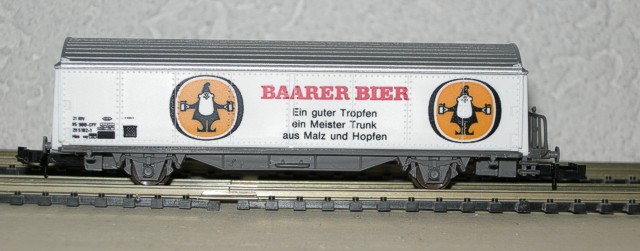 BAARER BIER
Ein guter Tropfen
ein Meister Trunk
aus Malz und Hopfen